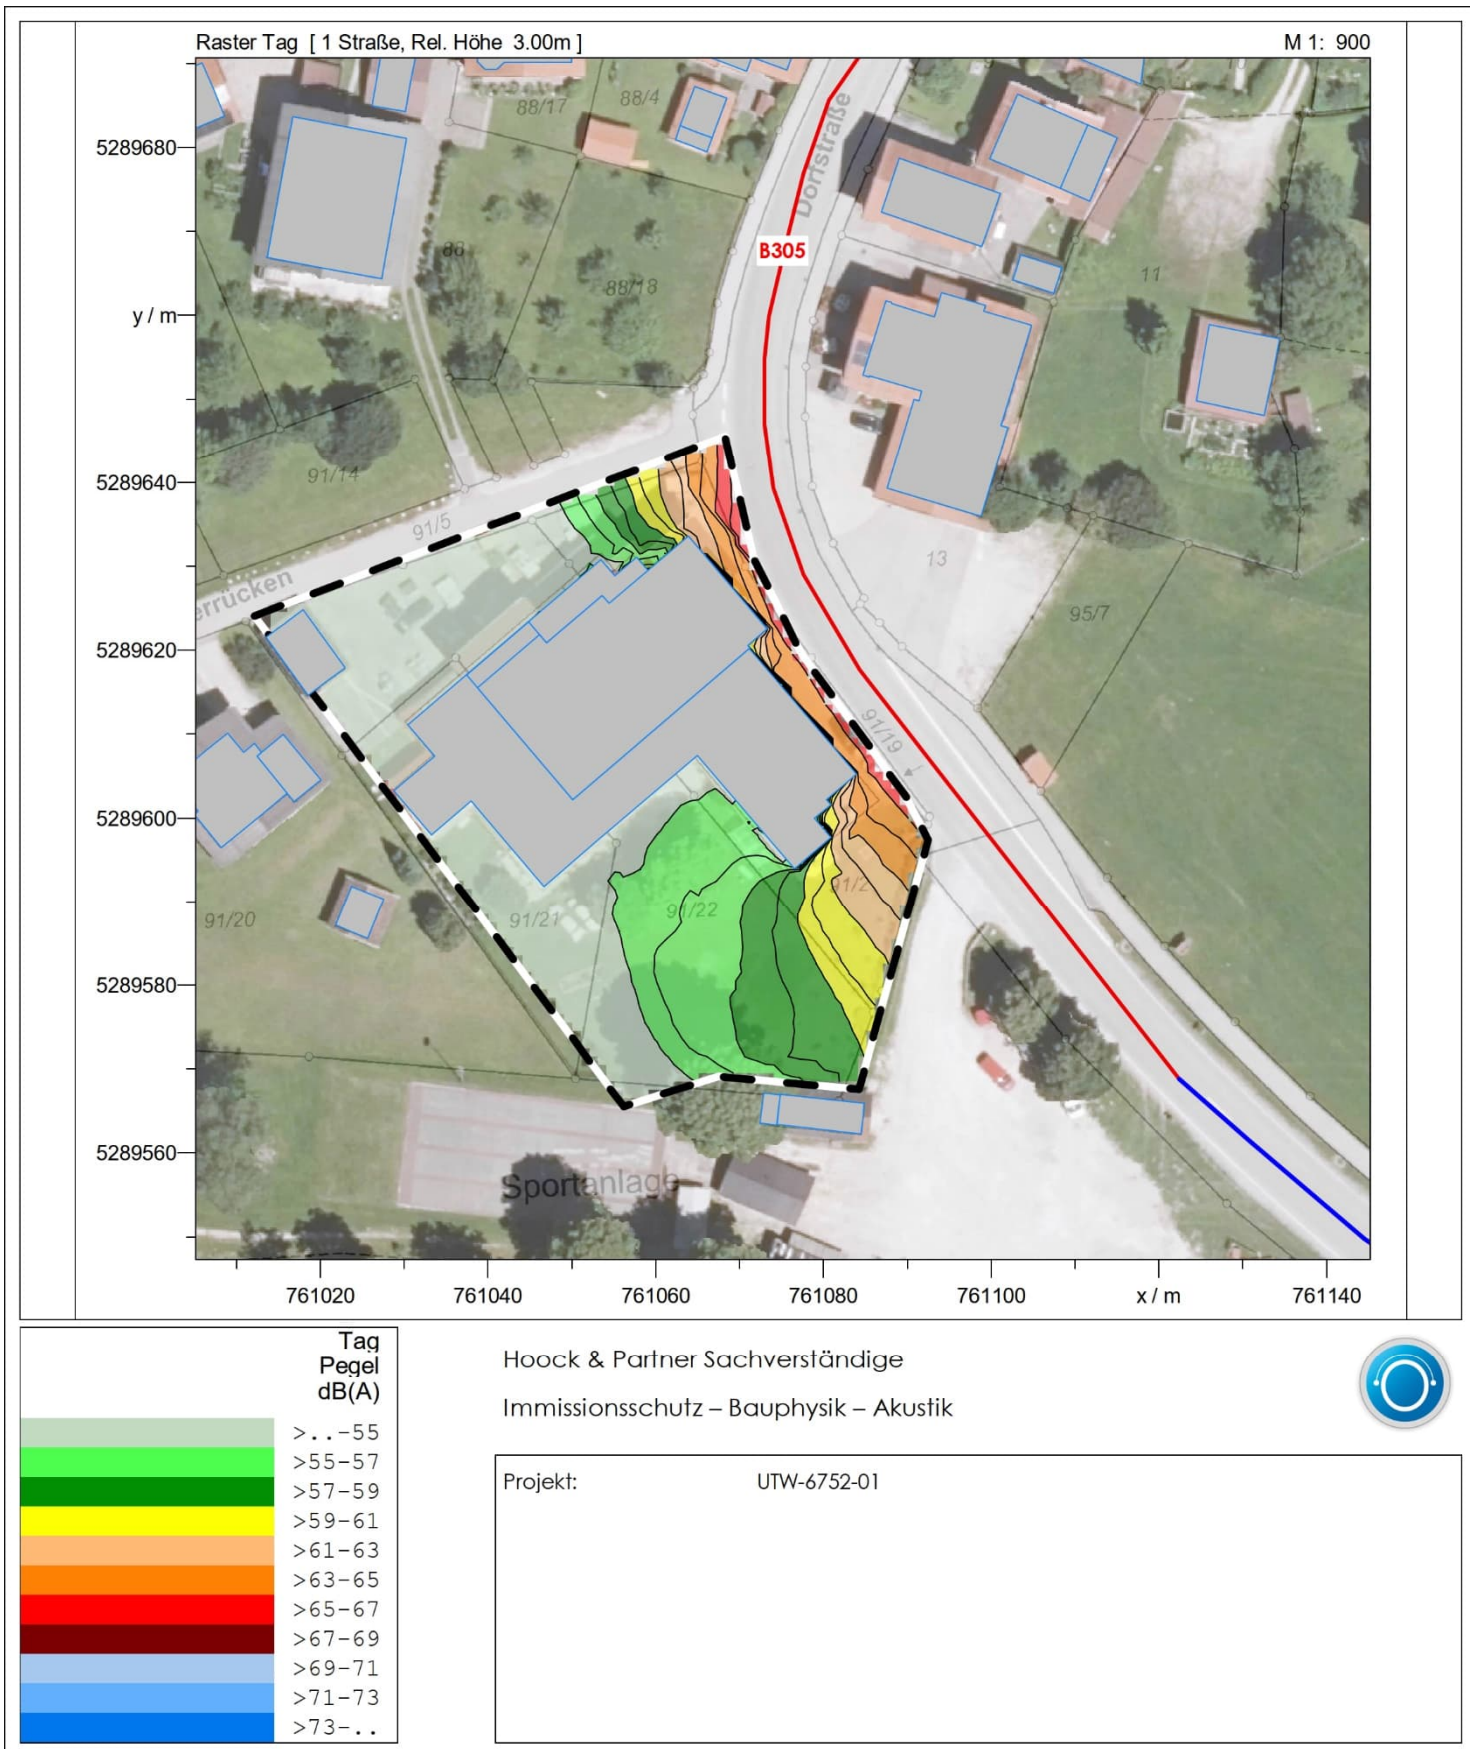 Raster Tag [ 1 Straße, Rel. Höhe 3.00m ]
M 1: 900
88/17
88/4
5289680
Dorfstraße
88
B305
88/18
11
y / m
91/14
5289640
91/5
13
errücken
95/7
5289620
91/19
5289600
91/2
91/20
91/21
91/22
5289580
5289560
Sportanlage
761020
761040
761060
761080
761100
x / m
761140
Tag
Pegel
dB(A)
>..-55
>55-57
>57-59
>59-61
>61-63
>63-65
>65-67
>67-69
>69-71
>71-73
>73-..
Hoock & Partner Sachverständige
Immissionsschutz – Bauphysik – Akustik
Projekt: UTW-6752-01